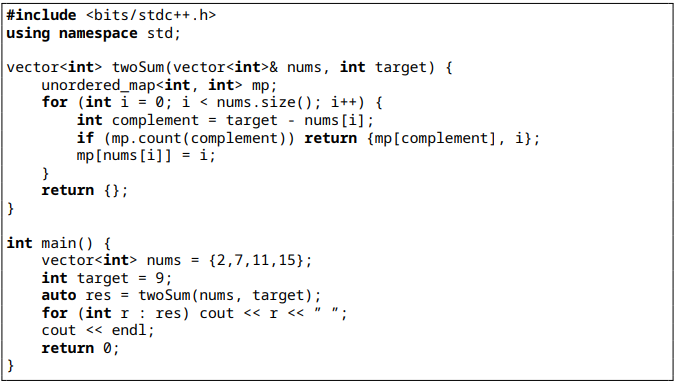 #include <bits/stdc++.h>
using namespace std;

vector<int> twoSum(vector<int>& nums, int target) {
    unordered_map<int, int> mp;
    for (int i = 0; i < nums.size(); i++) {
        int complement = target - nums[i];
        if (mp.count(complement)) return {mp[complement], i};
        mp[nums[i]] = i;
    }
    return {};
}

int main() {
    vector<int> nums = {2,7,11,15};
    int target = 9;
    auto res = twoSum(nums, target);
    for (int r : res) cout << r << ” ”;
    cout << endl;
    return 0;
}